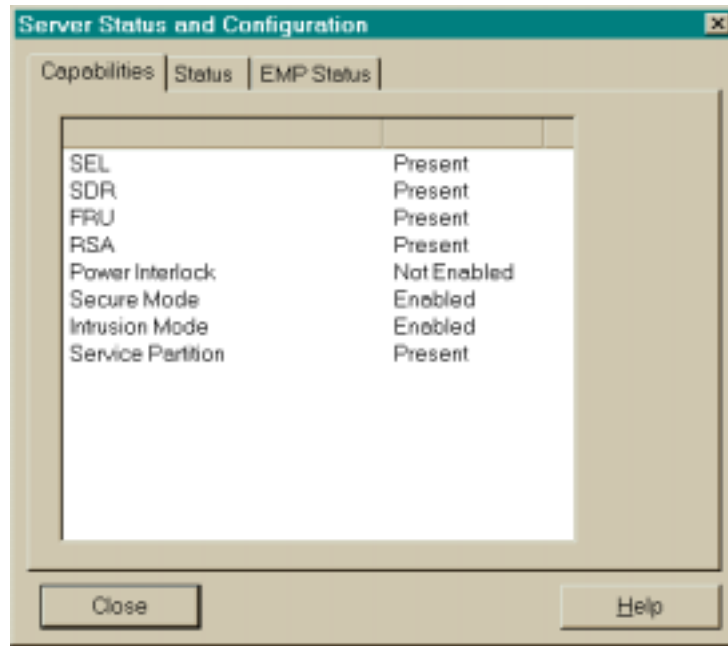 Server Status and Configuration
Capabilities Status EMP Status
SEL Present
SDR Present
FRU Present
RSA Present
Power Interlock Not Enabled
Secure Mode Enabled
Intrusion Mode Enabled
Service Partition Present
Close Help